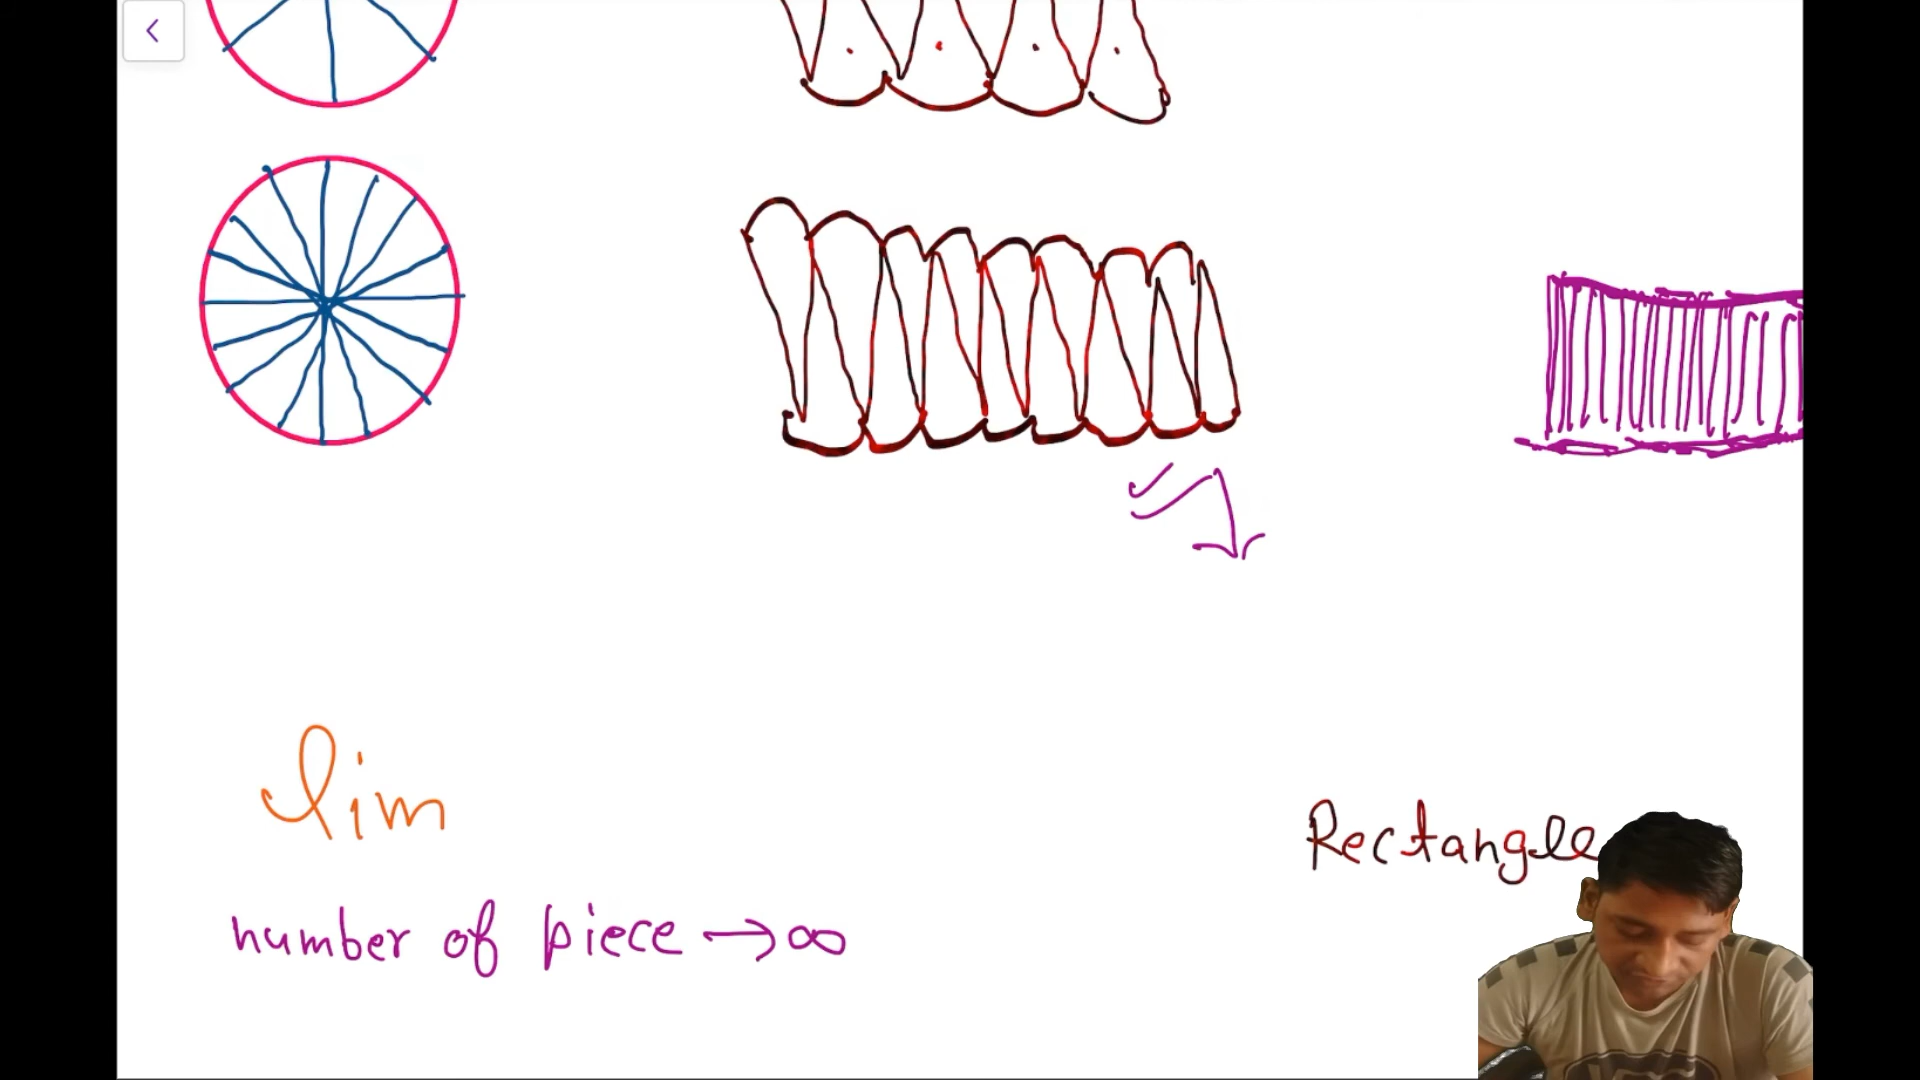 lim
Rectangle
number of piece → ∞